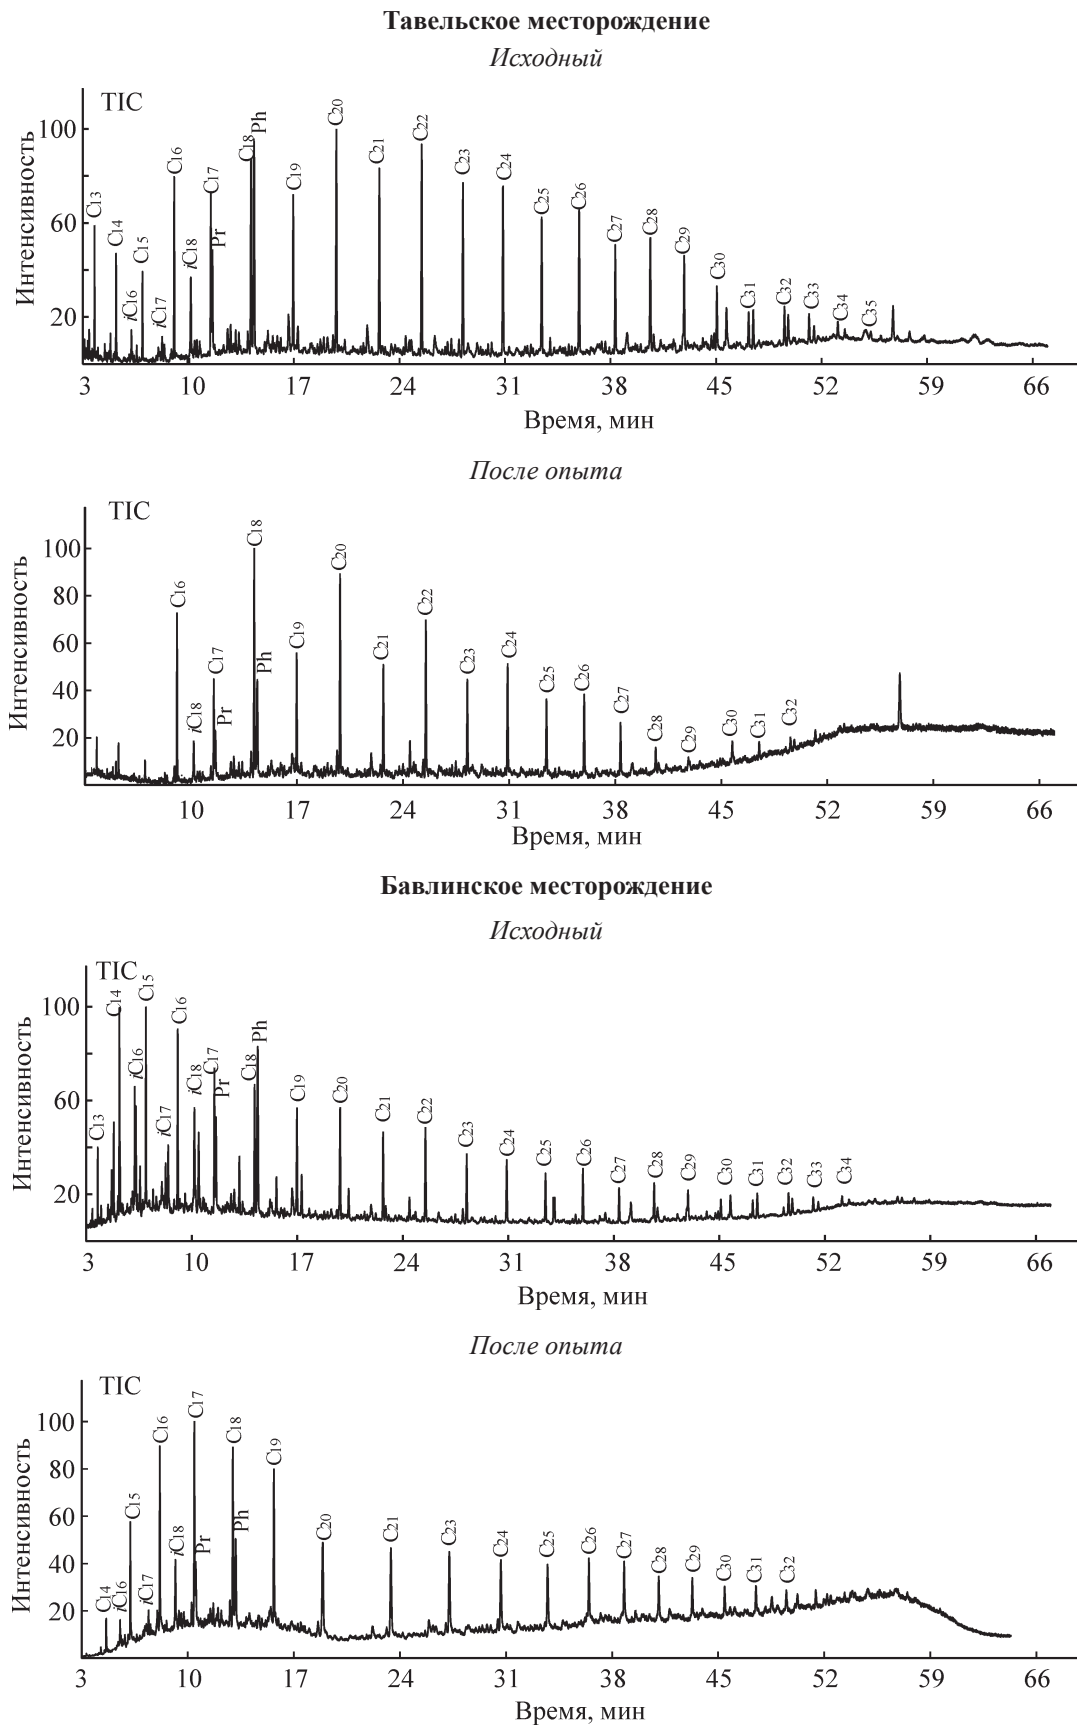 Тавельское месторождение
Исходный
TIC
Интенсивность
100
60
20
C13
C14
iC16
C15
iC17
C16
iC18
C17
Pr
C18
Ph
C19
C20
C21
C22
C23
C24
C25
C26
C27
C28
C29
C30
C31
C32
C33
C34
C35
3 10 17 24 31 38 45 52 59 66
Время, мин
После опыта
TIC
Интенсивность
100
80
60
40
20
C16
iC18
C17
Pr
C18
Ph
C19
C20
C21
C22
C23
C24
C25
C26
C27
C28
C29
C30
C31
C32
10 17 24 31 38 45 52 59 66
Время, мин
Бавлинское месторождение
Исходный
TIC
Интенсивность
100
60
20
C13
C14
iC16
C15
iC17
C16
iC18
C17
Pr
C18
Ph
C19
C20
C21
C22
C23
C24
C25
C26
C27
C28
C29
C30
C31
C32
C33
C34
3 10 17 24 31 38 45 52 59 66
Время, мин
После опыта
TIC
Интенсивность
100
80
60
40
20
C14
iC16
C15
iC17
C16
iC18
C17
Pr
C18
Ph
C19
C20
C21
C23
C24
C25
C26
C27
C28
C29
C30
C31
C32
3 10 17 24 31 38 45 52 59 66
Время, мин